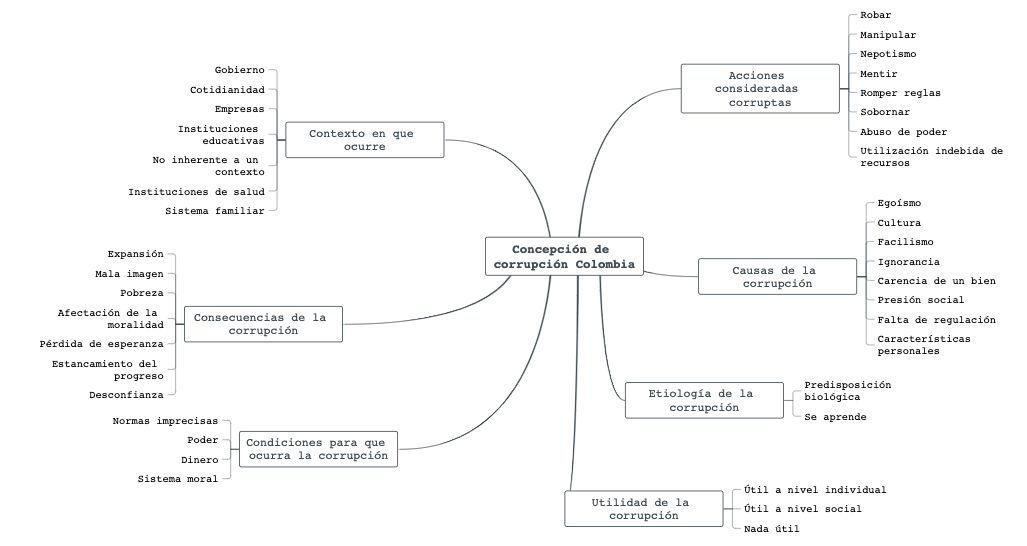 Concepción de
corrupción Colombia
Acciones
consideradas
corruptas
Robar
Manipular
Nepotismo
Mentir
Romper reglas
Sobornar
Abuso de poder
Utilización indebida de
recursos
Causas de la
corrupción
Egoísmo
Cultura
Facilismo
Ignorancia
Carencia de un bien
Presión social
Falta de regulación
Características
personales
Etiología de la
corrupción
Predisposición
biológica
Se aprende
Utilidad de la
corrupción
Útil a nivel individual
Útil a nivel social
Nada útil
Contexto en que
ocurre
Gobierno
Cotidianidad
Empresas
Instituciones
educativas
No inherente a un
contexto
Instituciones de salud
Sistema familiar
Consecuencias de la
corrupción
Expansión
Mala imagen
Pobreza
Afectación de la
moralidad
Pérdida de esperanza
Estancamiento del
progreso
Desconfianza
Condiciones para que
ocurra la corrupción
Normas imprecisas
Poder
Dinero
Sistema moral